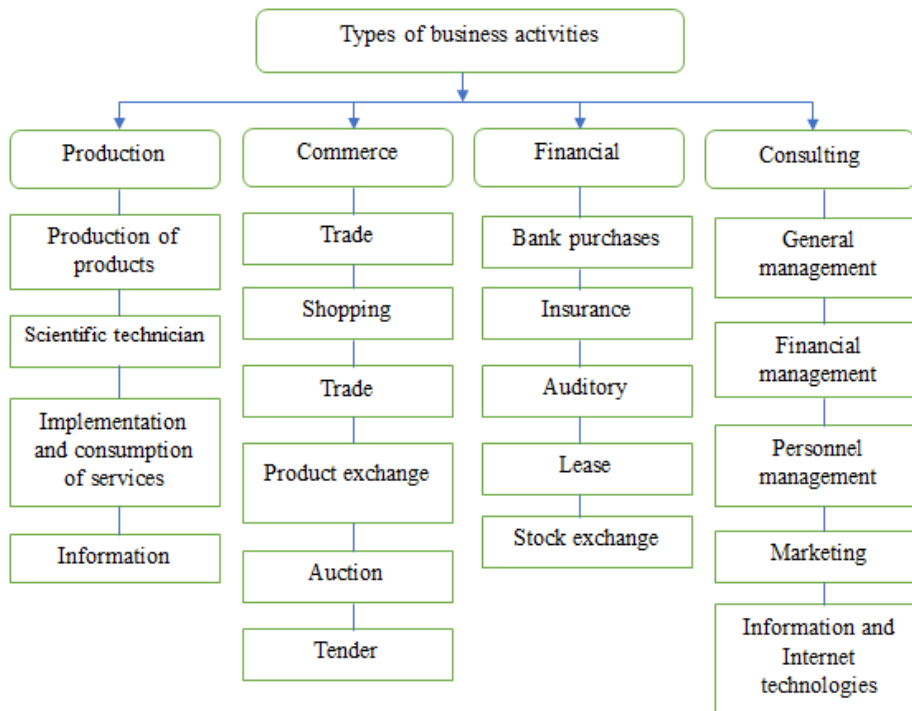 Types of business activities
Production
Commerce
Financial
Consulting
Production of
products
Scientific technician
Implementation
and consumption
of services
Information
Trade
Shopping
Trade
Product exchange
Auction
Tender
Bank purchases
Insurance
Auditory
Lease
Stock exchange
General
management
Financial
management
Personnel
management
Marketing
Information and
Internet
technologies